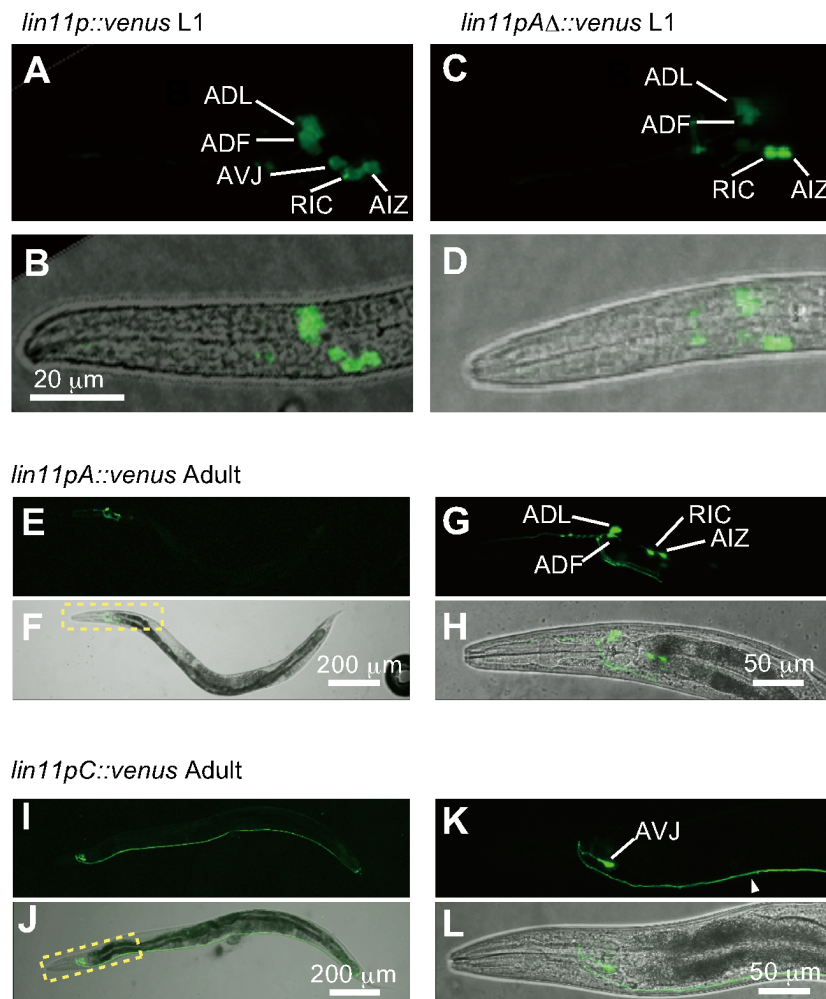 lin11p::venus L1
lin11pAΔ::venus L1
A
ADL
ADF
AVJ
RIC
AIZ
C
ADL
ADF
RIC
AIZ
B
20 µm
D
lin11pA::venus Adult
E
G
ADL
ADF
RIC
AIZ
F
200 µm
H
50 µm
lin11pC::venus Adult
I
K
AVJ
J
200 µm
L
50 µm